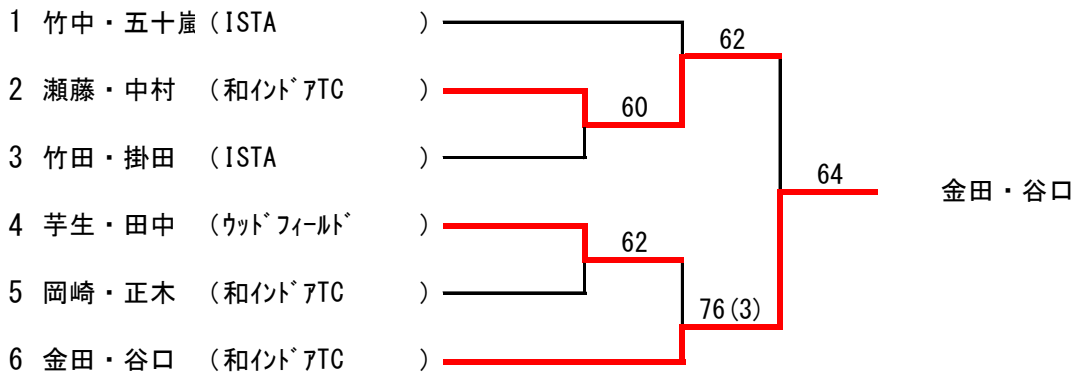 1 竹中・五十嵐 (ISTA )
62
2 瀬藤・中村 (和インドアTC )
60
3 竹田・掛田 (ISTA )
64
金田・谷口
4 芋生・田中 (ウッドフィールド )
62
5 岡崎・正木 (和インドアTC )
76(3)
6 金田・谷口 (和インドアTC )